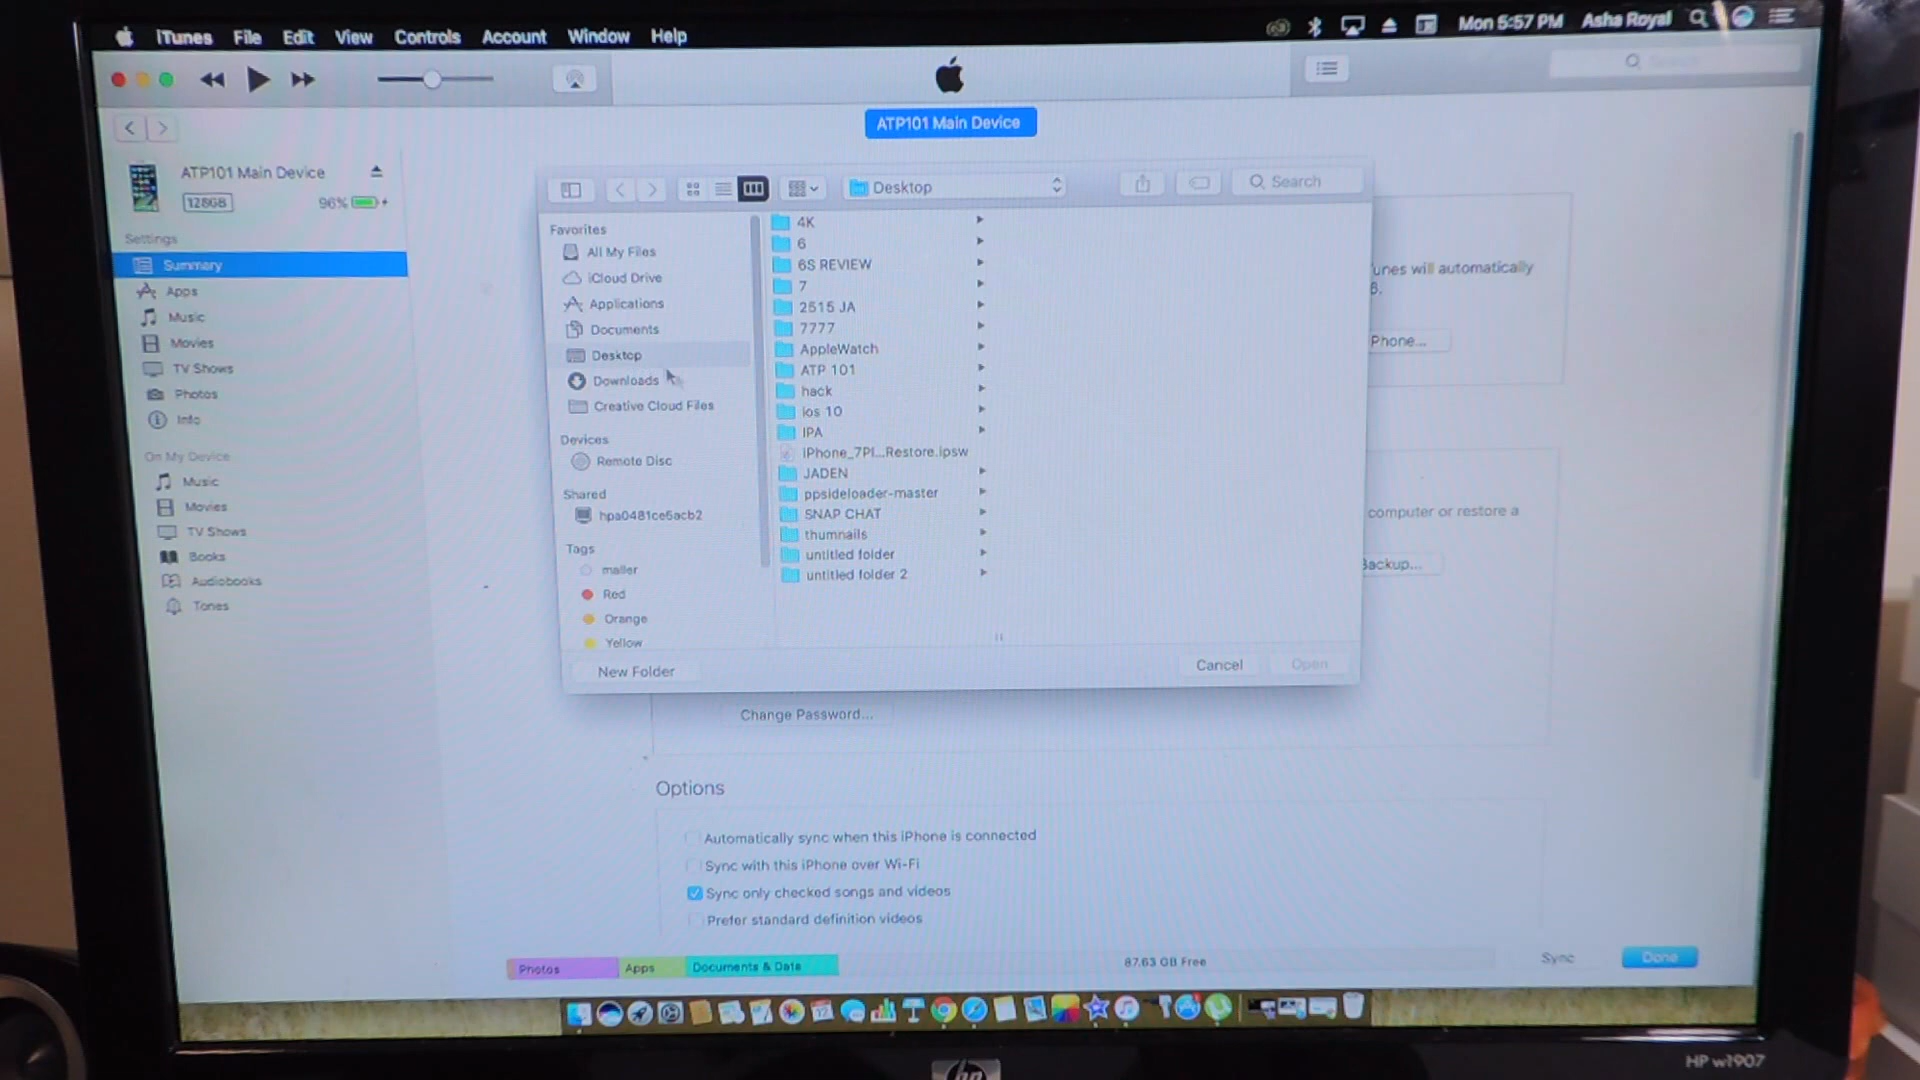 iTunes File Edit View Controls Account Window Help
Mon 5:57 PM Asha Royal
ATP101 Main Device
ATP101 Main Device
128GB 96%
Settings
Summary
Apps
Music
Movies
TV Shows
Photos
Info
On My Device
Music
Movies
TV Shows
Books
Audiobooks
Tones
Desktop
Search
Favorites
All My Files
iCloud Drive
Applications
Documents
Desktop
Downloads
Creative Cloud Files
Devices
Remote Disc
Shared
hpa0481ce6acb2
Tags
maller
Red
Orange
Yellow
4K
6
6S REVIEW
7
2515 JA
7777
AppleWatch
ATP 101
hack
ios 10
IPA
iPhone_7Pl...Restore.ipsw
JADEN
ppsideloader-master
SNAP CHAT
thumnails
untitled folder
untitled folder 2
New Folder
Cancel Open
Tunes will automatically
Phone...
computer or restore a
Backup...
Change Password...
Options
Automatically sync when this iPhone is connected
Sync with this iPhone over Wi-Fi
Sync only checked songs and videos
Prefer standard definition videos
Photos Apps Documents & Data 87.63 GB Free Sync Done
hp
HP w1907